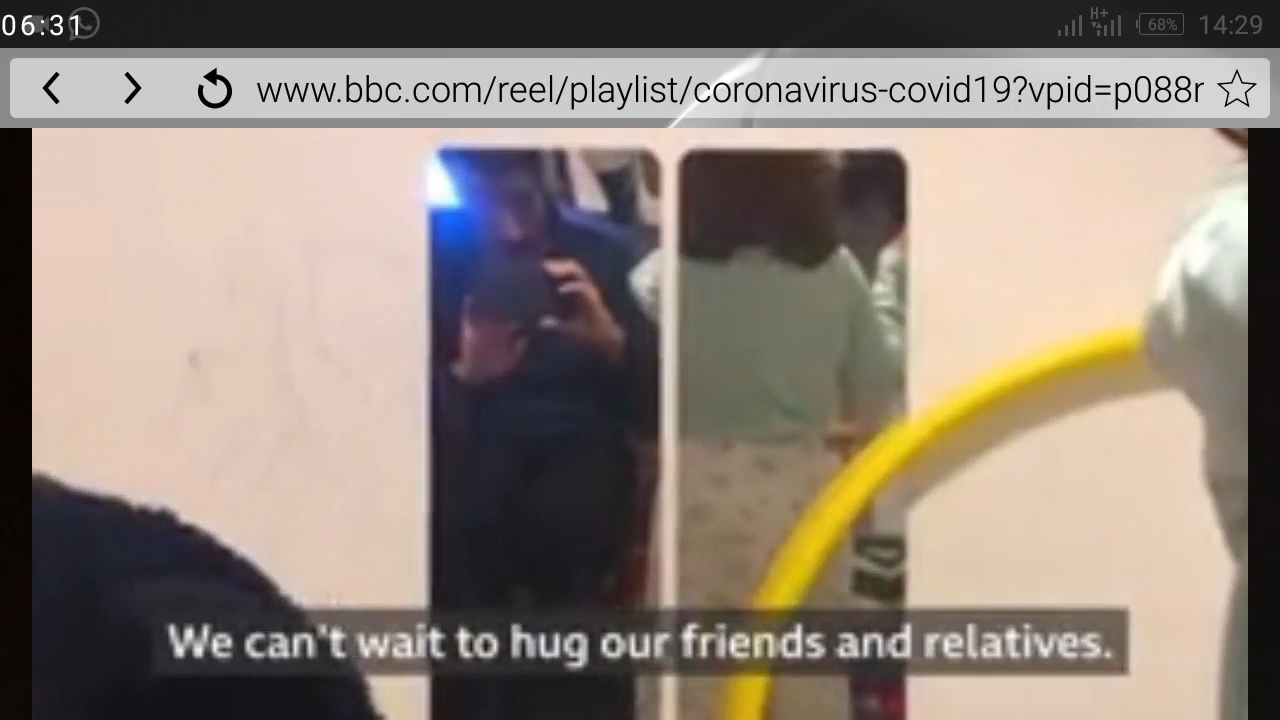 06:31
H+
68%
14:29
www.bbc.com/reel/playlist/coronavirus-covid19?vpid=p088r
We can't wait to hug our friends and relatives.